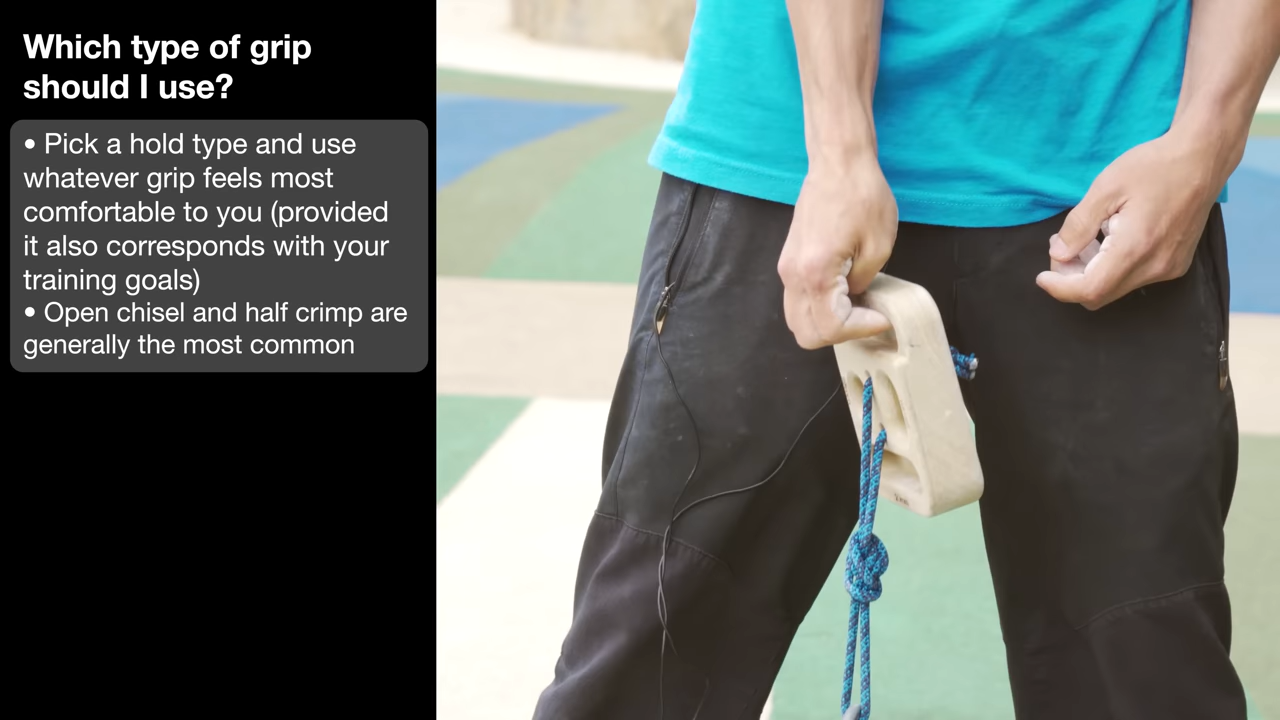 Which type of grip
should I use?
• Pick a hold type and use
whatever grip feels most
comfortable to you (provided
it also corresponds with your
training goals)
• Open chisel and half crimp are
generally the most common